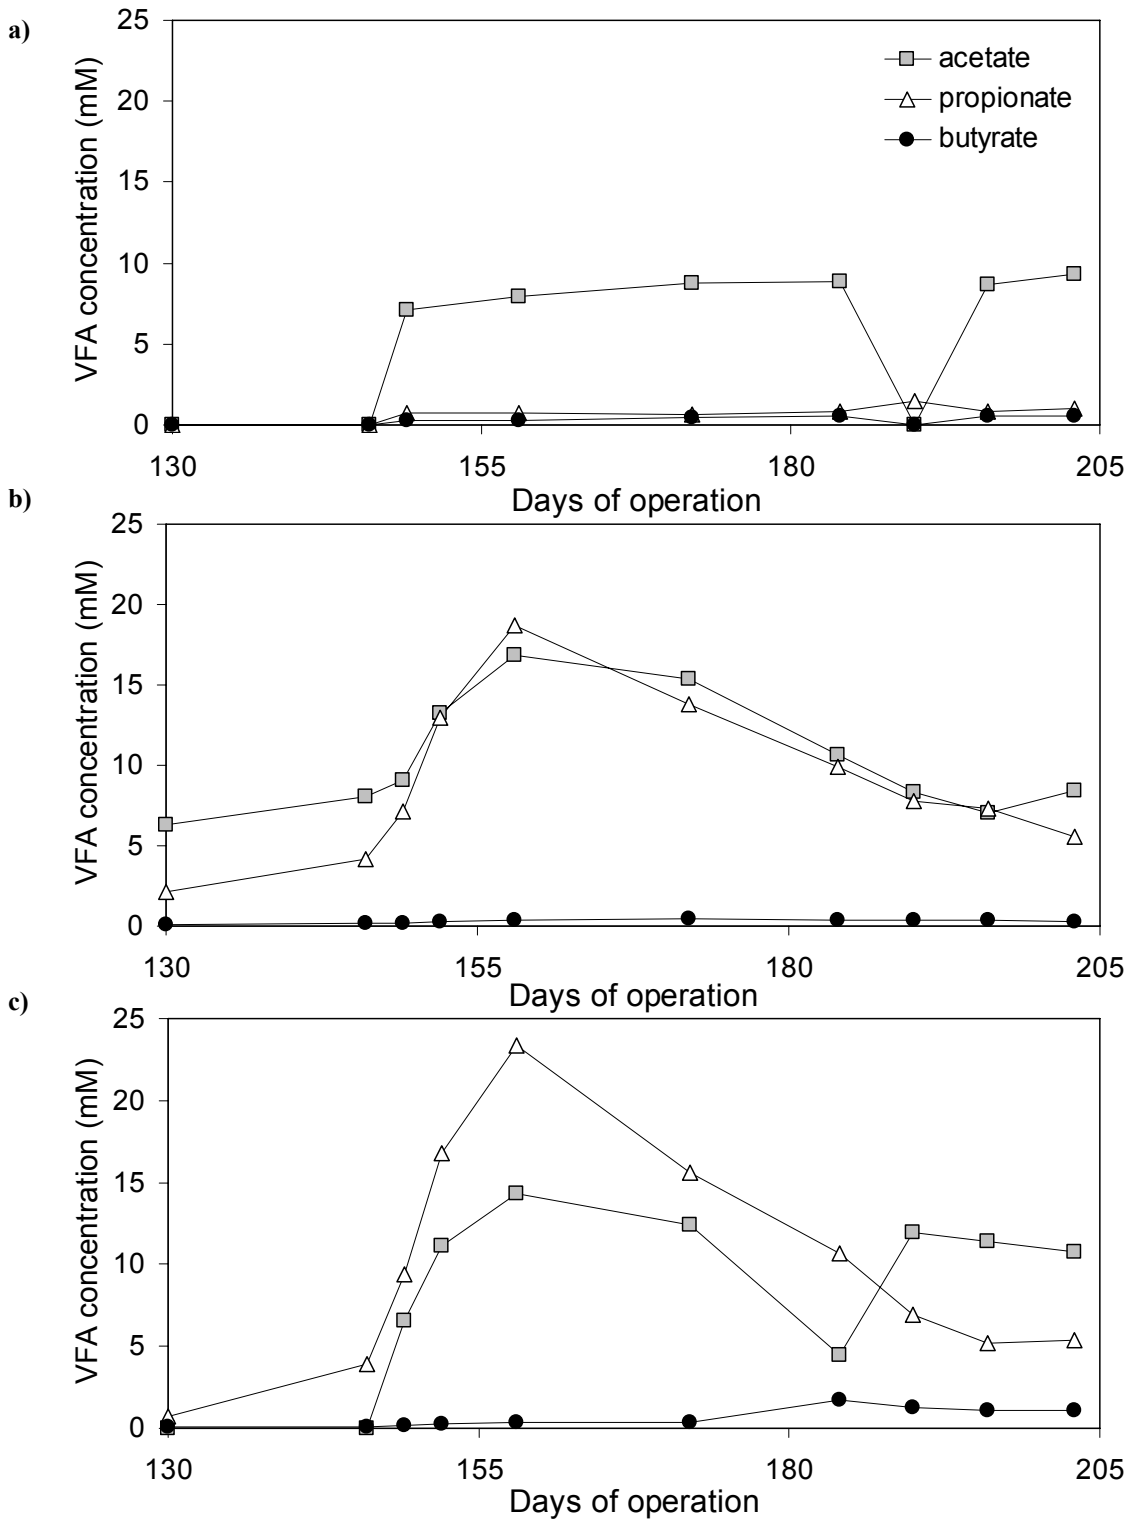 a)
VFA concentration (mM)
25
20
15
10
5
0
acetate
propionate
butyrate
130 155 180 205
Days of operation
b)
VFA concentration (mM)
25
20
15
10
5
0
130 155 180 205
Days of operation
c)
VFA concentration (mM)
25
20
15
10
5
0
130 155 180 205
Days of operation